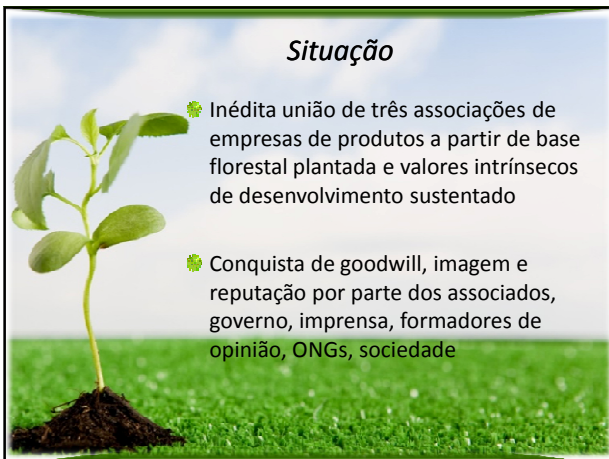 Situação
Inédita união de três associações de
empresas de produtos a partir de base
florestal plantada e valores intrínsecos
de desenvolvimento sustentado
Conquista de goodwill, imagem e
reputação por parte dos associados,
governo, imprensa, formadores de
opinião, ONGs, sociedade